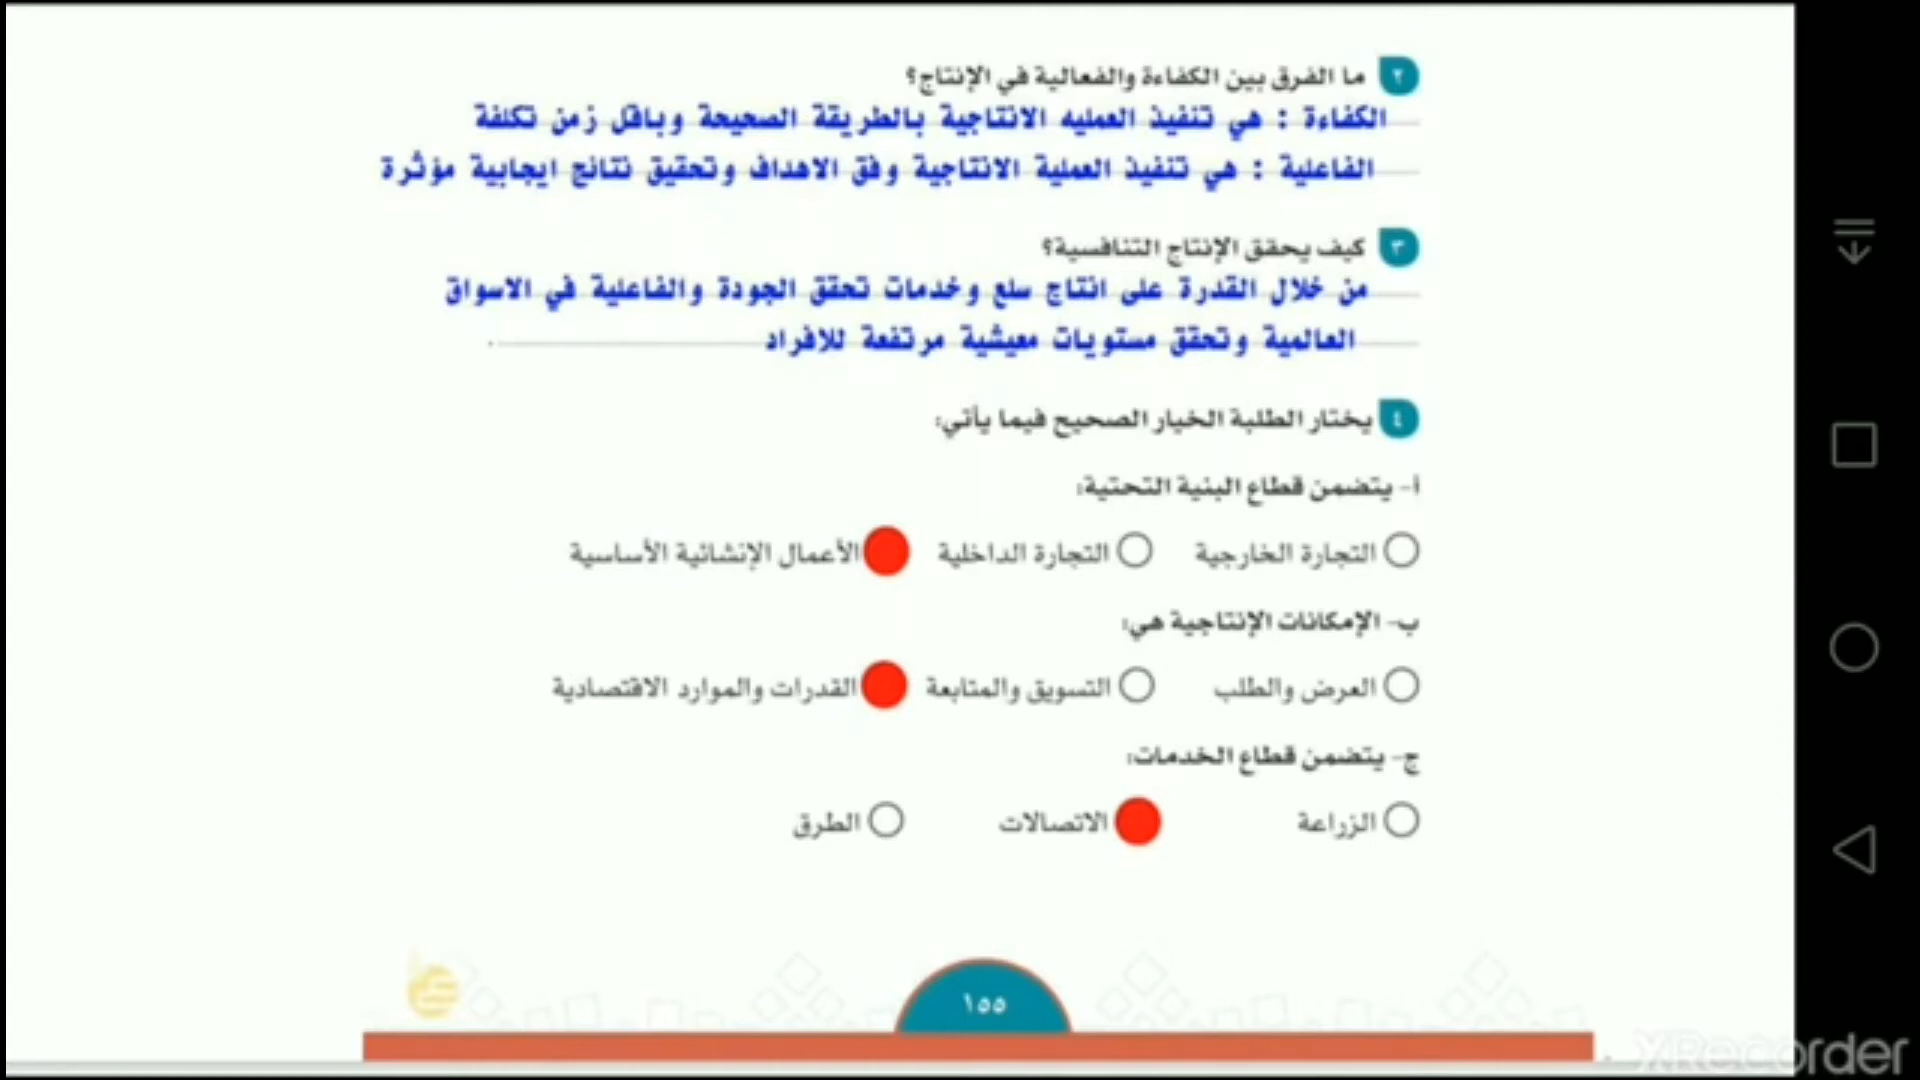 ٢ ما الفرق بين الكفاءة والفعالية في الإنتاج؟
الكفاءة : هي تنفيذ العمليه الانتاجية بالطريقة الصحيحة وباقل زمن تكلفة
الفاعلية : هي تنفيذ العملية الانتاجية وفق الاهداف وتحقيق نتائج ايجابية مؤثرة
٣ كيف يحقق الإنتاج التنافسية؟
من خلال القدرة على انتاج سلع وخدمات تحقق الجودة والفاعلية في الاسواق
العالمية وتحقق مستويات معيشية مرتفعة للافراد
٤ يختار الطلبة الخيار الصحيح فيما يأتي:
أ- يتضمن قطاع البنية التحتية:
التجارة الخارجية التجارة الداخلية الأعمال الإنشائية الأساسية
ب- الإمكانات الإنتاجية هي:
العرض والطلب التسويق والمتابعة القدرات والموارد الاقتصادية
ج- يتضمن قطاع الخدمات:
الزراعة الاتصالات الطرق
١٥٥
XRecorder